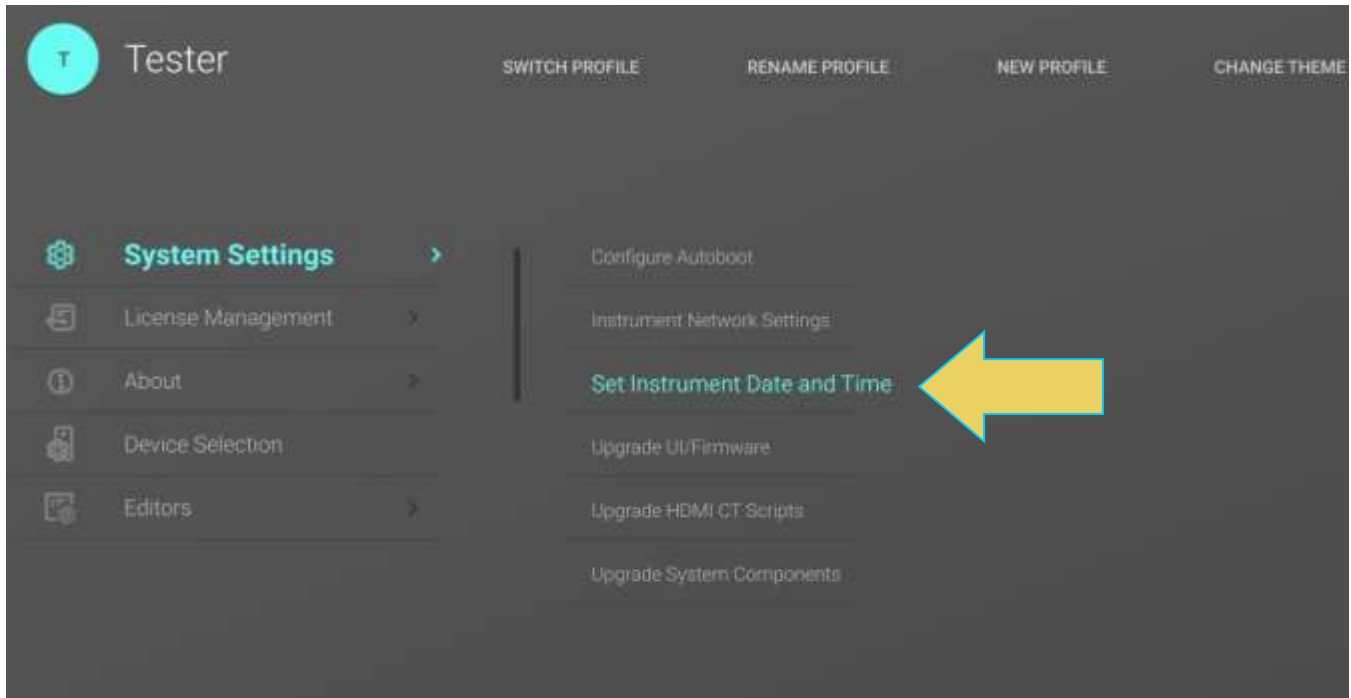 T
Tester
SWITCH PROFILE
RENAME PROFILE
NEW PROFILE
CHANGE THEME
System Settings
License Management
About
Device Selection
Editors
Configure Autoboot
Instrument Network Settings
Set Instrument Date and Time
Upgrade UI/Firmware
Upgrade HDMI CT Scripts
Upgrade System Components